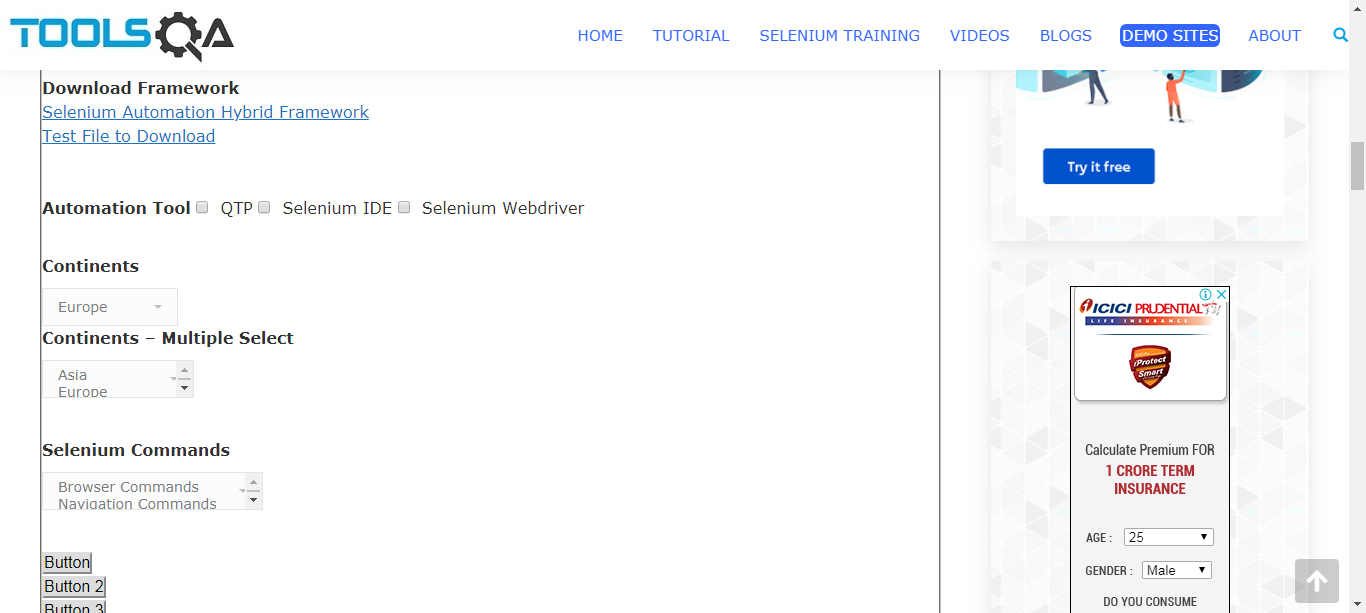 TOOLSQA
HOME TUTORIAL SELENIUM TRAINING VIDEOS BLOGS DEMO SITES ABOUT
Download Framework
Selenium Automation Hybrid Framework
Test File to Download
Automation Tool QTP Selenium IDE Selenium Webdriver
Continents
Europe
Continents – Multiple Select
Asia
Europe
Selenium Commands
Browser Commands
Navigation Commands
Button
Button 2
Button 3
Try it free
ICICI PRUDENTIAL
LIFE INSURANCE
iProtect
Smart
Calculate Premium FOR
1 CRORE TERM
INSURANCE
AGE : 25
GENDER : Male
DO YOU CONSUME